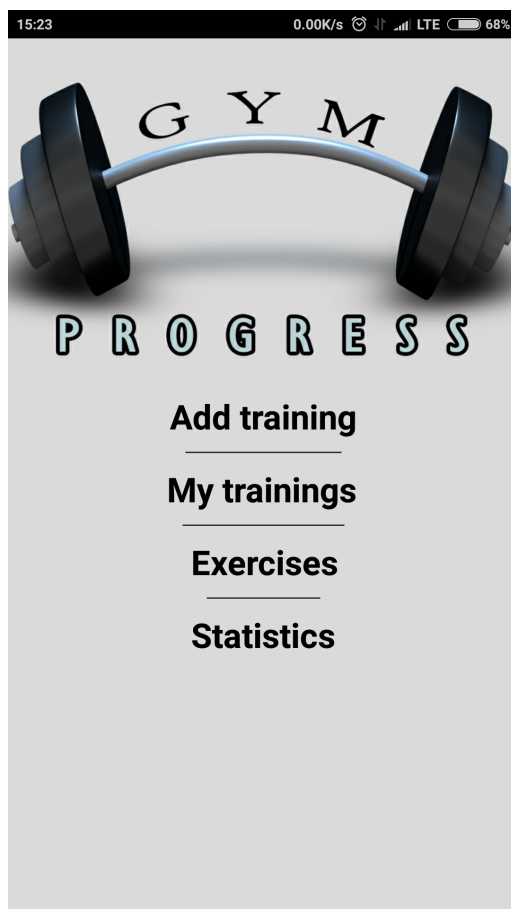 15:23 0.00K/s LTE 68%
GYM
PROGRESS
Add training
My trainings
Exercises
Statistics